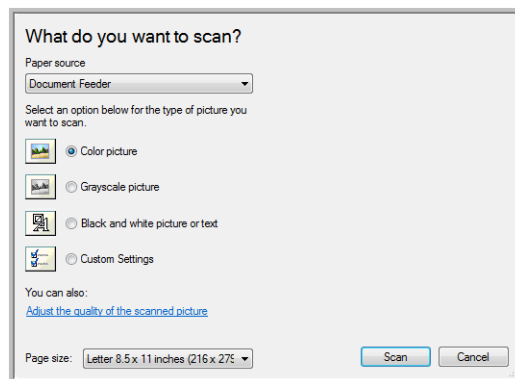 What do you want to scan?
Paper source
Document Feeder
Select an option below for the type of picture you
want to scan.
Color picture
Grayscale picture
Black and white picture or text
Custom Settings
You can also:
Adjust the quality of the scanned picture
Page size: Letter 8.5 x 11 inches (216 x 279
Scan Cancel